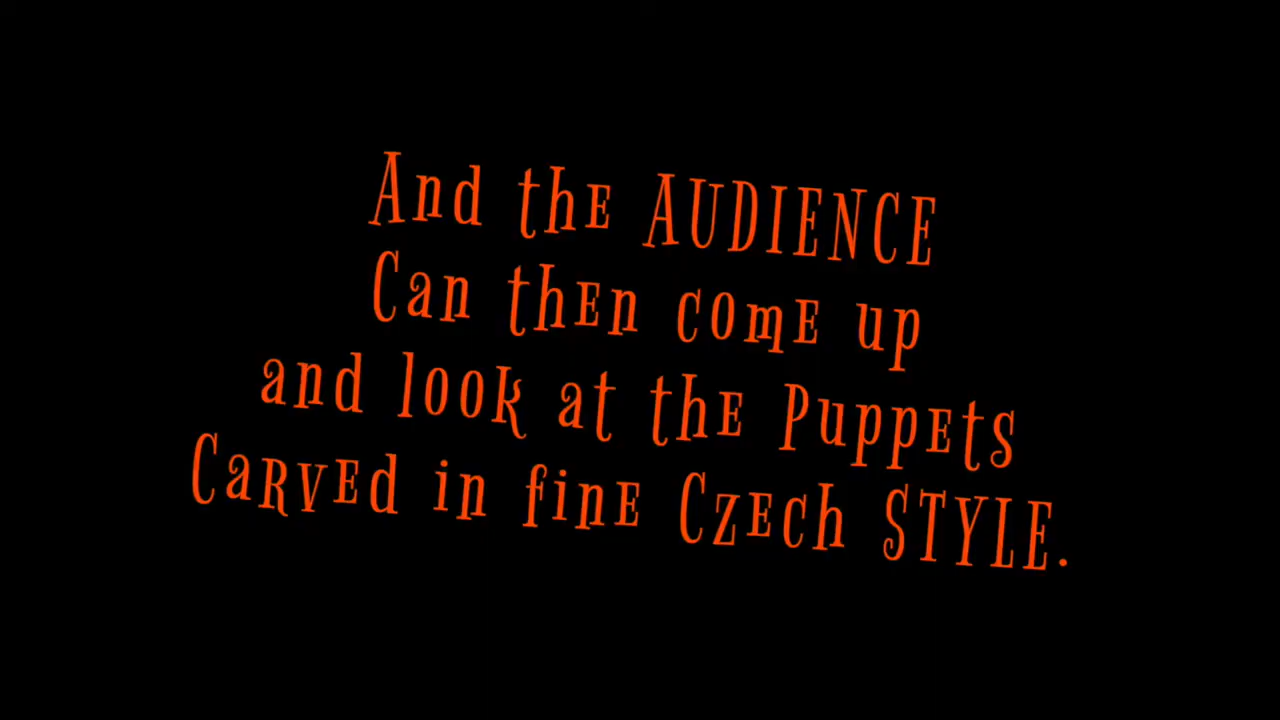 And the AUDIENCE
Can then come up
and look at the Puppets
Carved in fine Czech STYLE.